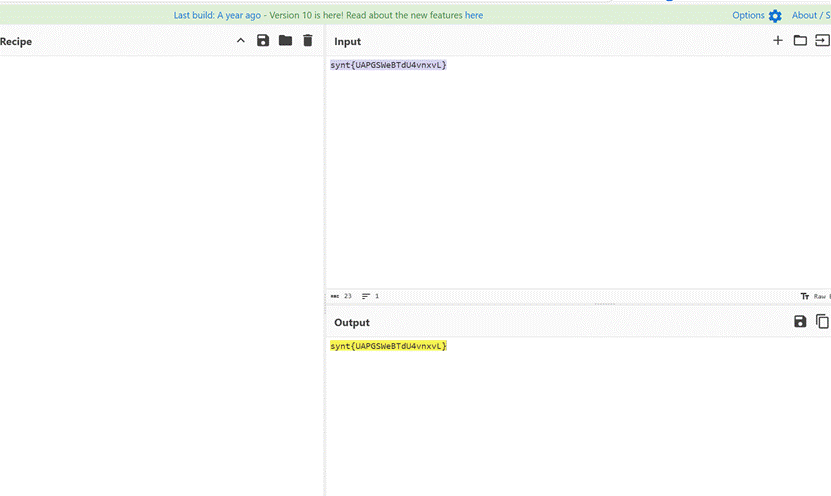 Last build: A year ago - Version 10 is here! Read about the new features here
Options
About / S
Recipe
Input
synt{UAPGSWeBTdU4vnxvL}
23
1
Raw
Output
synt{UAPGSWeBTdU4vnxvL}